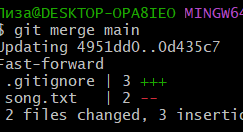 Лиза@DESKTOP-OPA8IEO MINGW64
$ git merge main
Updating 4951dd0..0d435c7
Fast-forward
.gitignore | 3 +++
song.txt | 2 --
2 files changed, 3 insertio